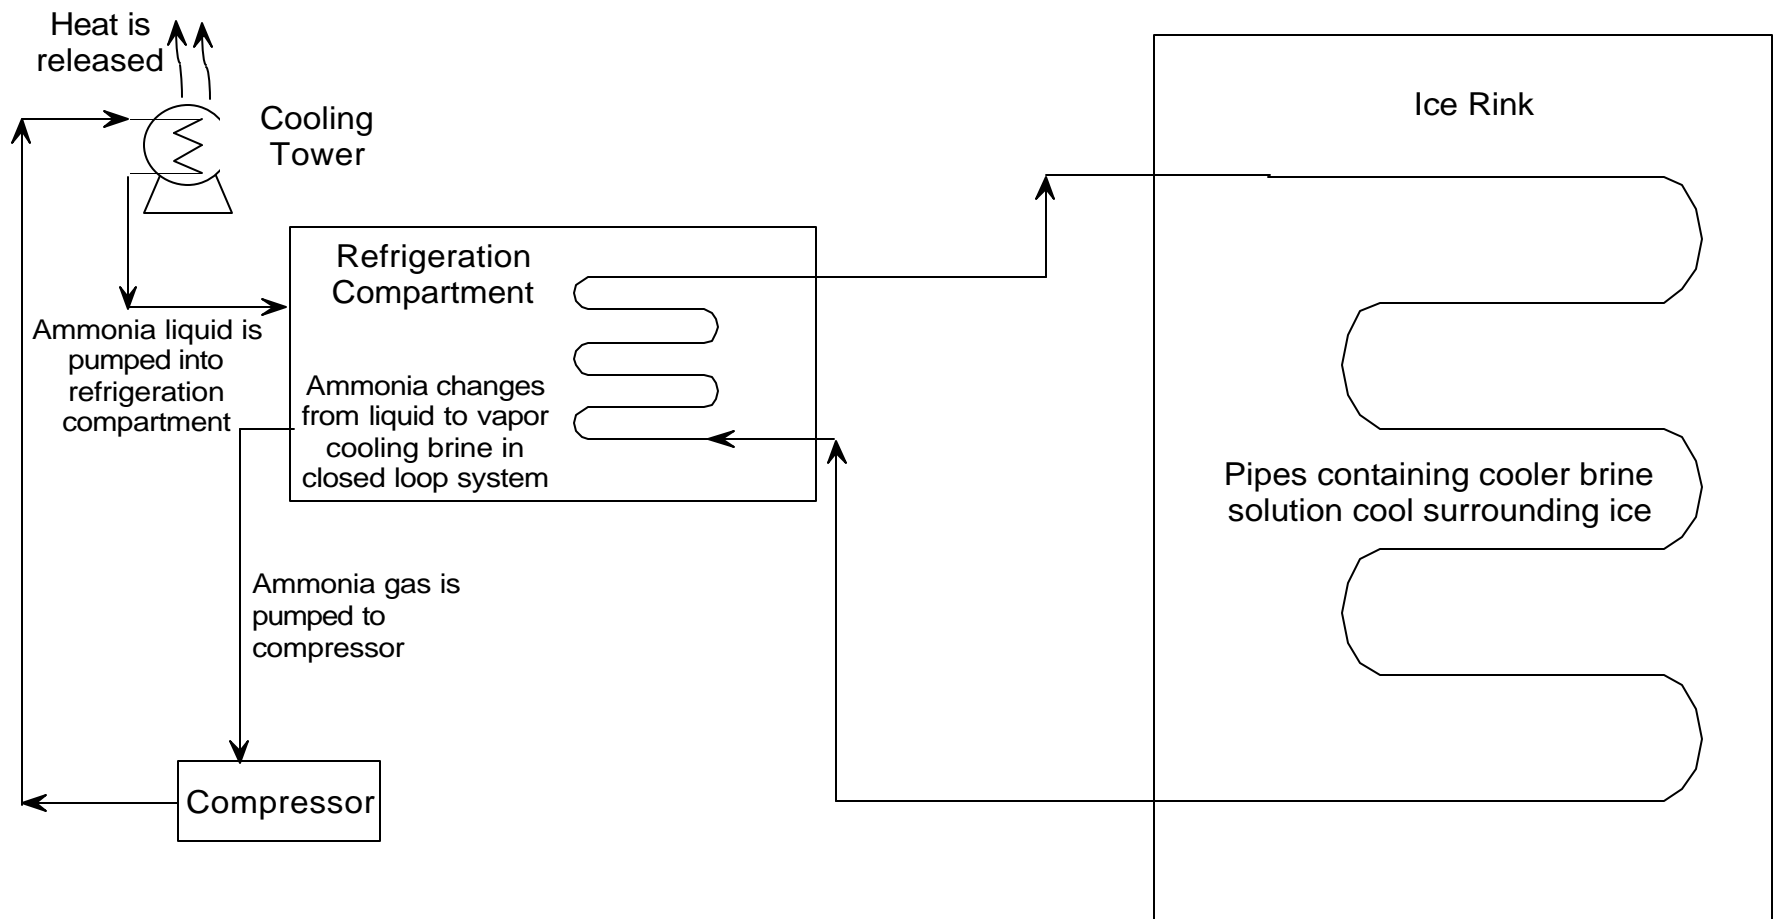 Heat is
released
Cooling
Tower
Ice Rink
Refrigeration
Compartment
Ammonia liquid is
pumped into
refrigeration
compartment
Ammonia changes
from liquid to vapor
cooling brine in
closed loop system
Pipes containing cooler brine
solution cool surrounding ice
Ammonia gas is
pumped to
compressor
Compressor